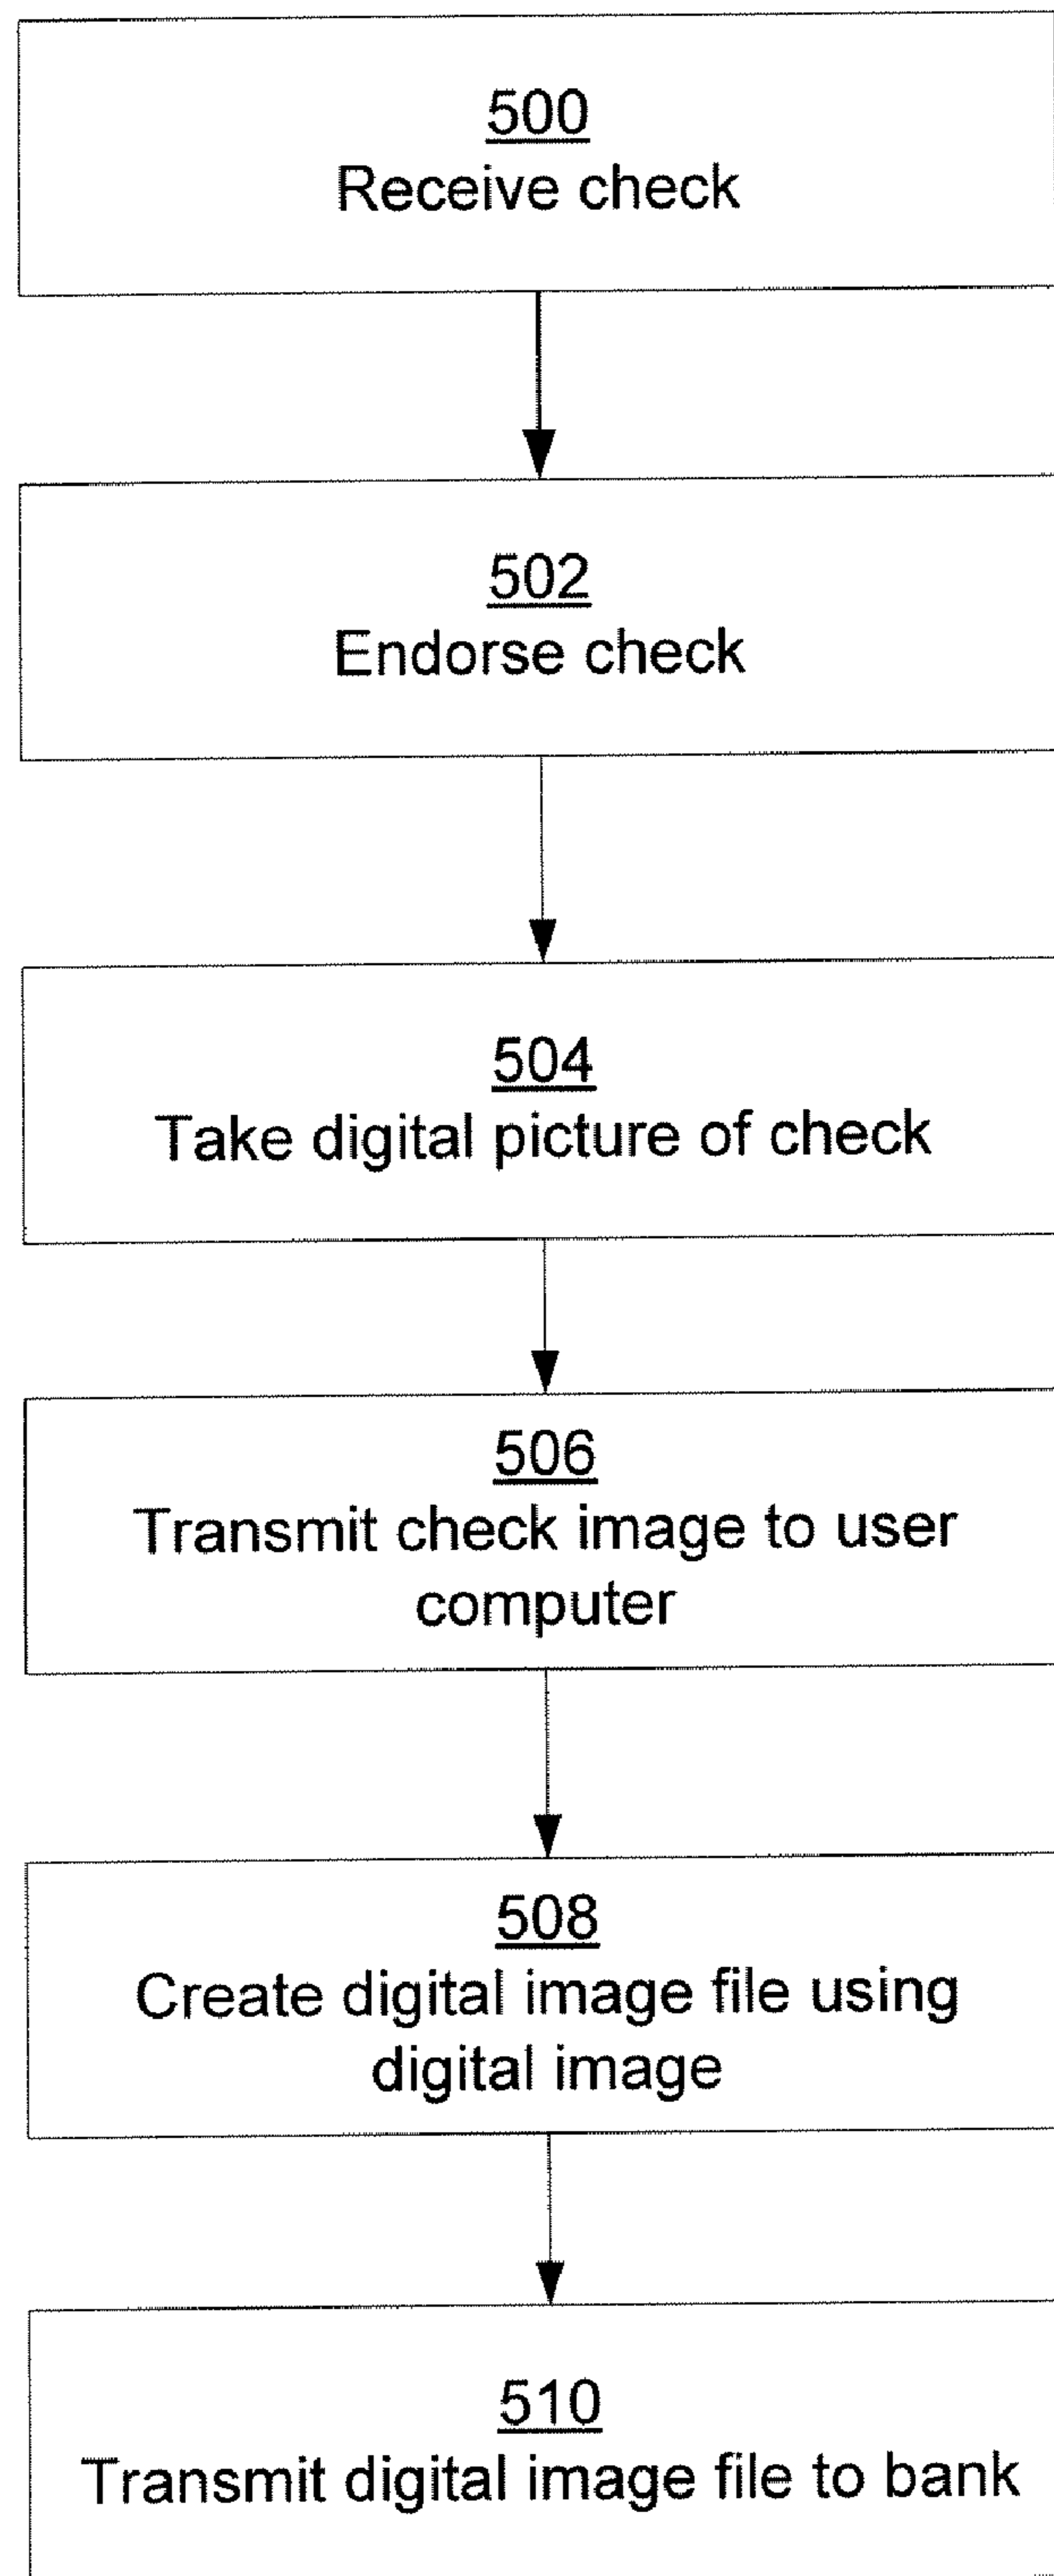 500
Receive check
502
Endorse check
504
Take digital picture of check
506
Transmit check image to user
computer
508
Create digital image file using
digital image
510
Transmit digital image file to bank